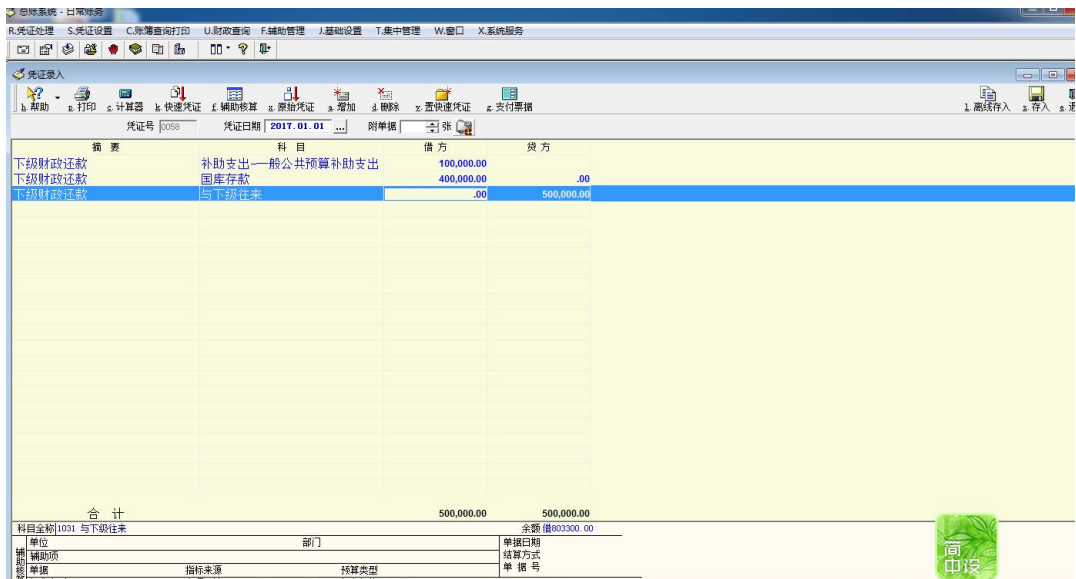 总账系统 - 日常账务
R.凭证处理 S.凭证设置 C.账簿查询打印 U.财政查询 F.辅助管理 J.基础设置 T.集中管理 W.窗口 X.系统服务
凭证录入
h.帮助 p.打印 c.计算器 k.快速凭证 f.辅助核算 x.原始凭证 a.增加 d.删除 y.置快速凭证 g.支付票据 l.离线存入 s.存入
凭证号 0058 凭证日期 2017.01.01 ... 附单据 张
摘 要 科 目 借 方 贷 方
下级财政还款 补助支出-一般公共预算补助支出 100,000.00
下级财政还款 国库存款 400,000.00 .00
下级财政还款 与下级往来 .00 500,000.00
合 计 500,000.00 500,000.00
科目全称 1031 与下级往来 余额 借803300.00
单位 部门 单据日期
辅助项 结算方式
单据 指标来源 预算类型 单 据 号
辅助核
简
中设